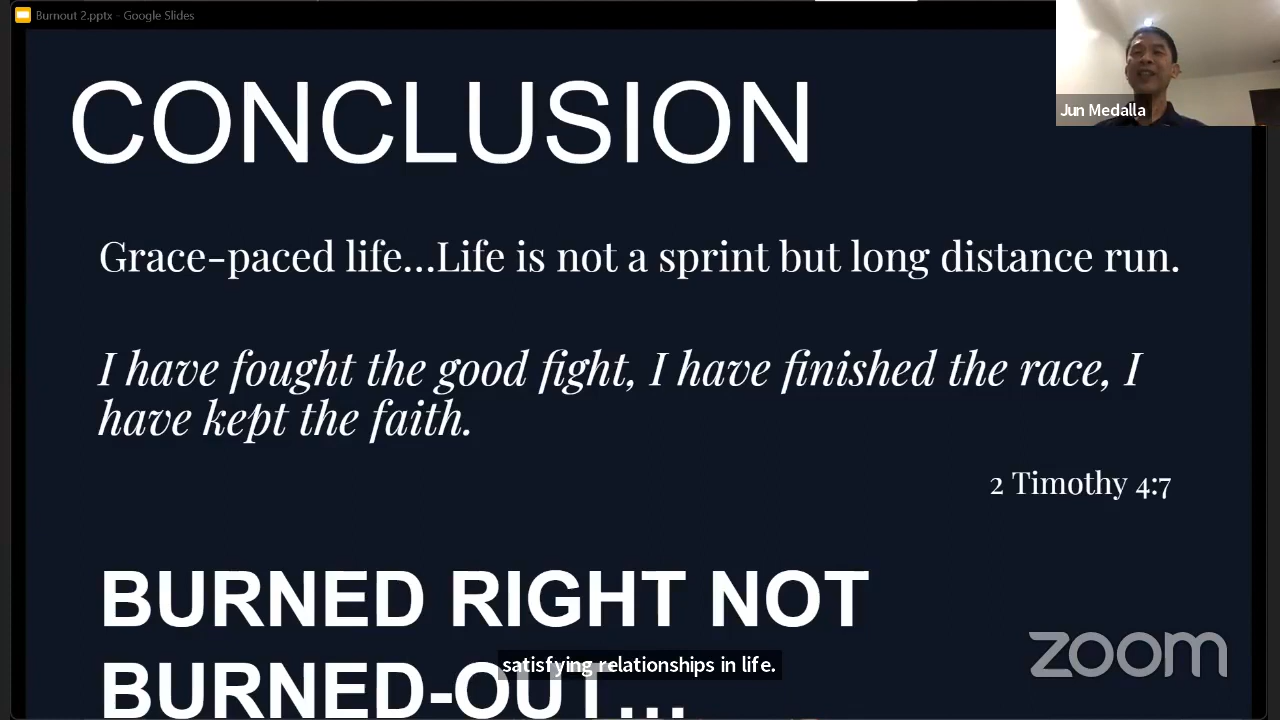 Burnout 2.pptx - Google Slides
Jun Medalla
CONCLUSION
Grace-paced life...Life is not a sprint but long distance run.
I have fought the good fight, I have finished the race, I
have kept the faith.
2 Timothy 4:7
BURNED RIGHT NOT
BURNED-OUT...
satisfying relationships in life.
zoom